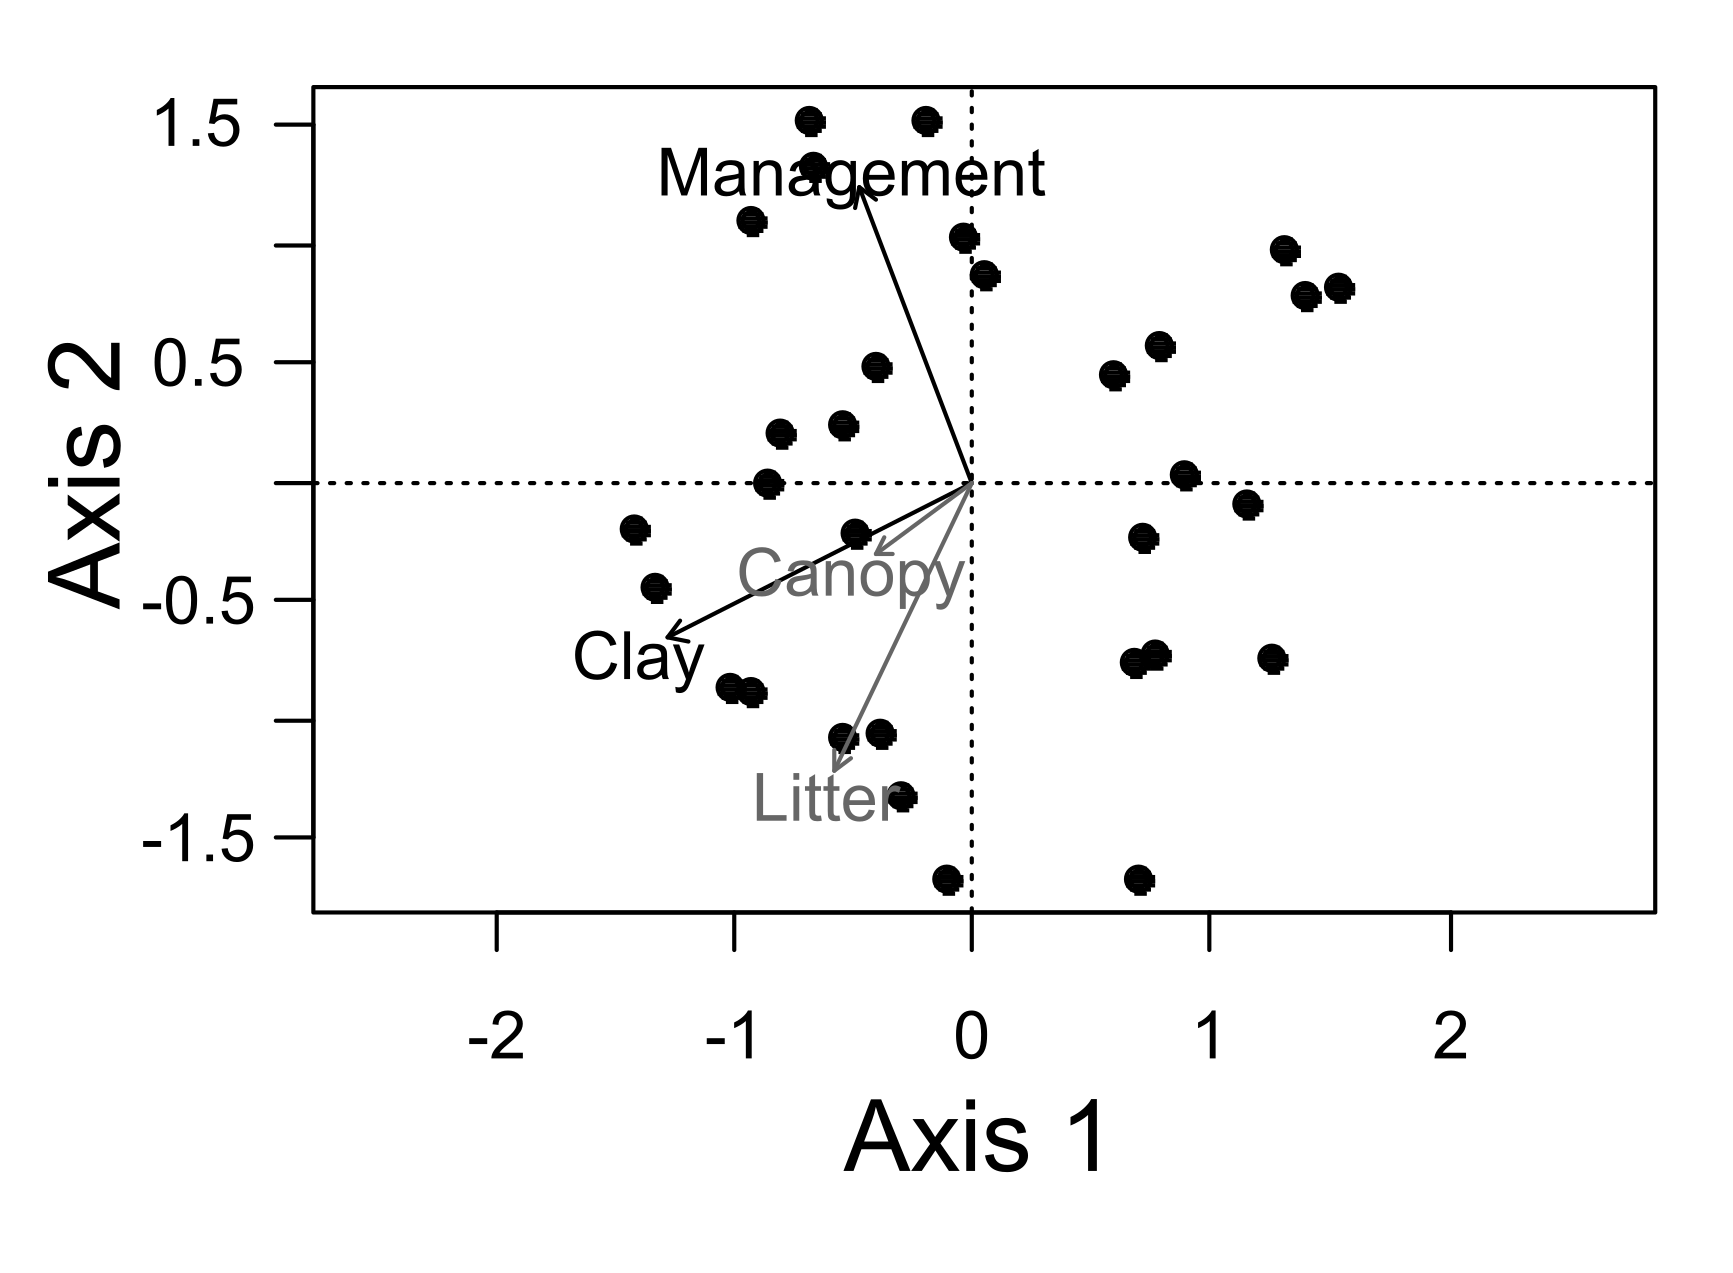 1.5
Management
0.5
Axis 2
Canopy
-0.5
Clay
Litter
-1.5
-2 -1 0 1 2
Axis 1